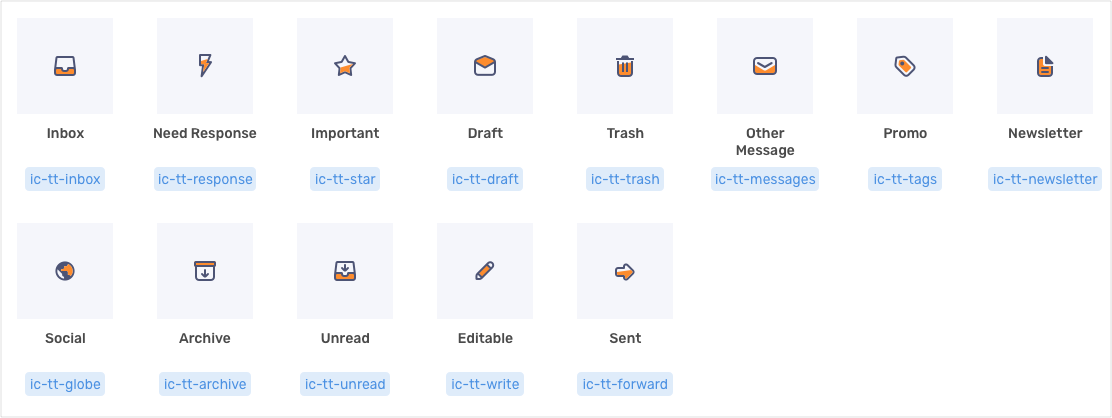 Inbox
Need Response
Important
Draft
Trash
Other
Message
Promo
Newsletter
ic-tt-inbox
ic-tt-response
ic-tt-star
ic-tt-draft
ic-tt-trash
ic-tt-messages
ic-tt-tags
ic-tt-newsletter
Social
Archive
Unread
Editable
Sent
ic-tt-globe
ic-tt-archive
ic-tt-unread
ic-tt-write
ic-tt-forward